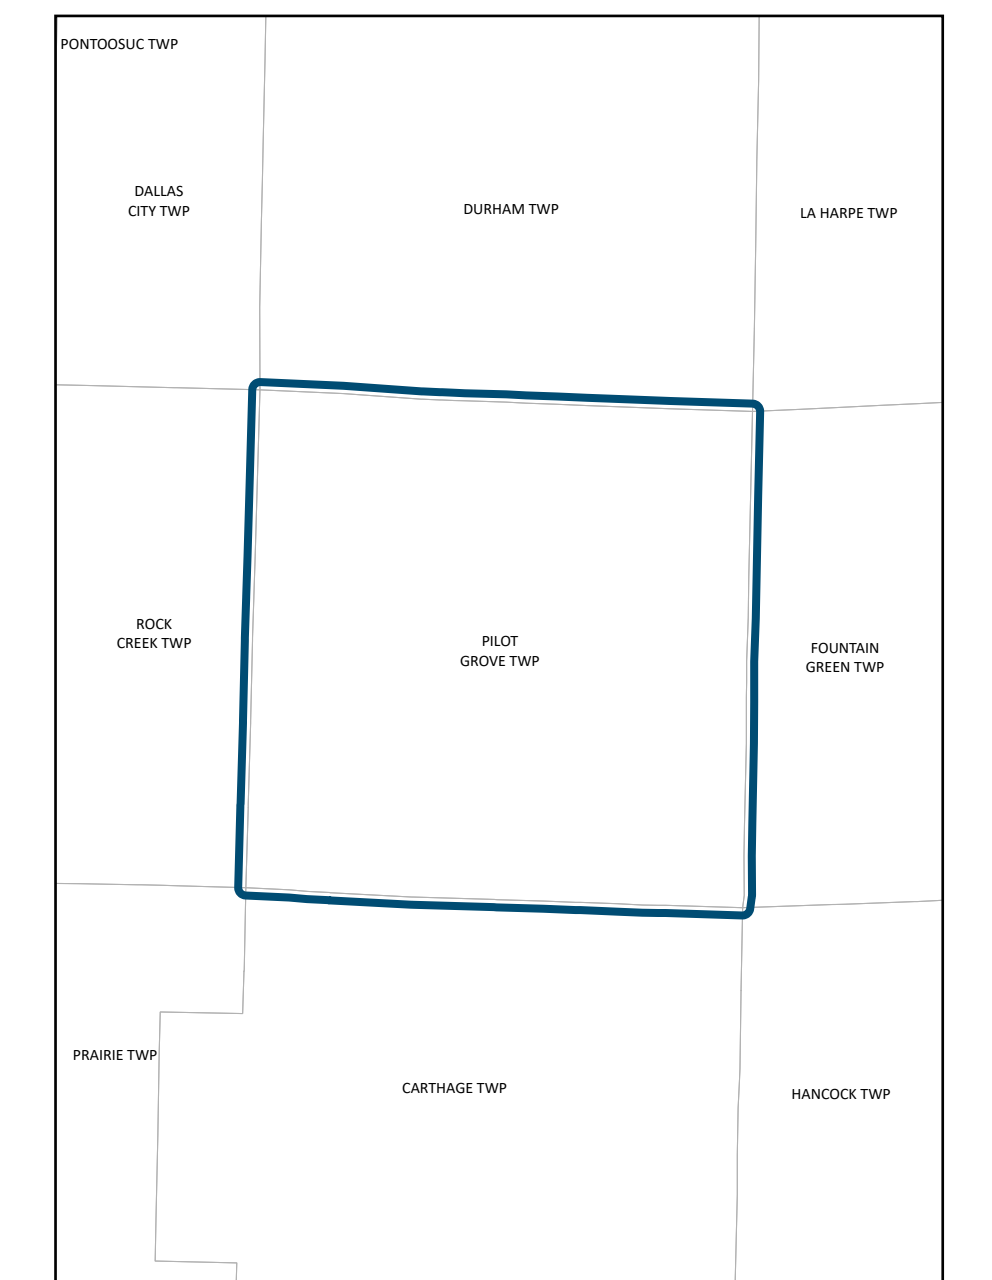 PONTOOSUC TWP
DALLAS
CITY TWP
DURHAM TWP
LA HARPE TWP
ROCK
CREEK TWP
PILOT
GROVE TWP
FOUNTAIN
GREEN TWP
PRAIRIE TWP
CARTHAGE TWP
HANCOCK TWP